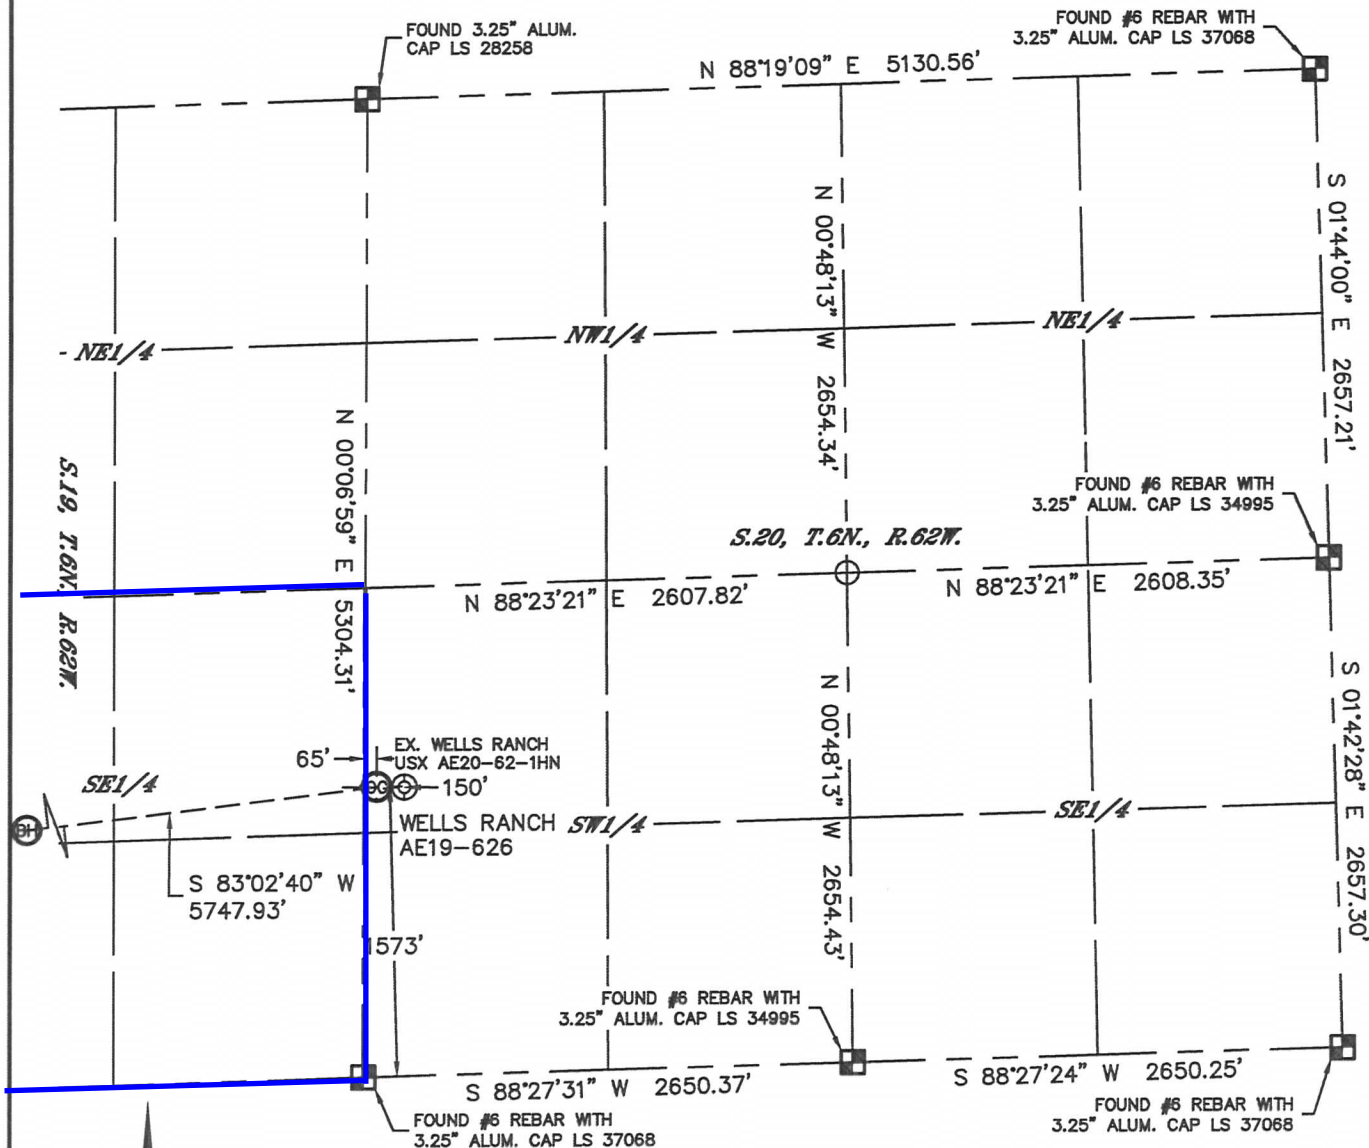 FOUND 3.25" ALUM.
CAP LS 28258
FOUND #6 REBAR WITH
3.25" ALUM. CAP LS 37068
N 88°19'09" E 5130.56'
S 01°44'00" E 2657.21'
N 00°48'13" W 2654.34'
- NE1/4
NW1/4
NE1/4
N 00°06'59" E 5304.31'
S.19, T.6N., R.62W.
FOUND #6 REBAR WITH
3.25" ALUM. CAP LS 34995
S.20, T.6N., R.62W.
N 88°23'21" E 2607.82'
N 88°23'21" E 2608.35'
S 01°42'28" E 2657.30'
N 00°48'13" W 2654.43'
65'
EX. WELLS RANCH
USX AE20-62-1HN
150'
SE1/4
BH
WELLS RANCH
AE19-626
SW1/4
SE1/4
S 83°02'40" W
5747.93'
1573'
FOUND #6 REBAR WITH
3.25" ALUM. CAP LS 34995
S 88°27'31" W 2650.37'
S 88°27'24" W 2650.25'
FOUND #6 REBAR WITH
3.25" ALUM. CAP LS 37068
FOUND #6 REBAR WITH
3.25" ALUM. CAP LS 37068